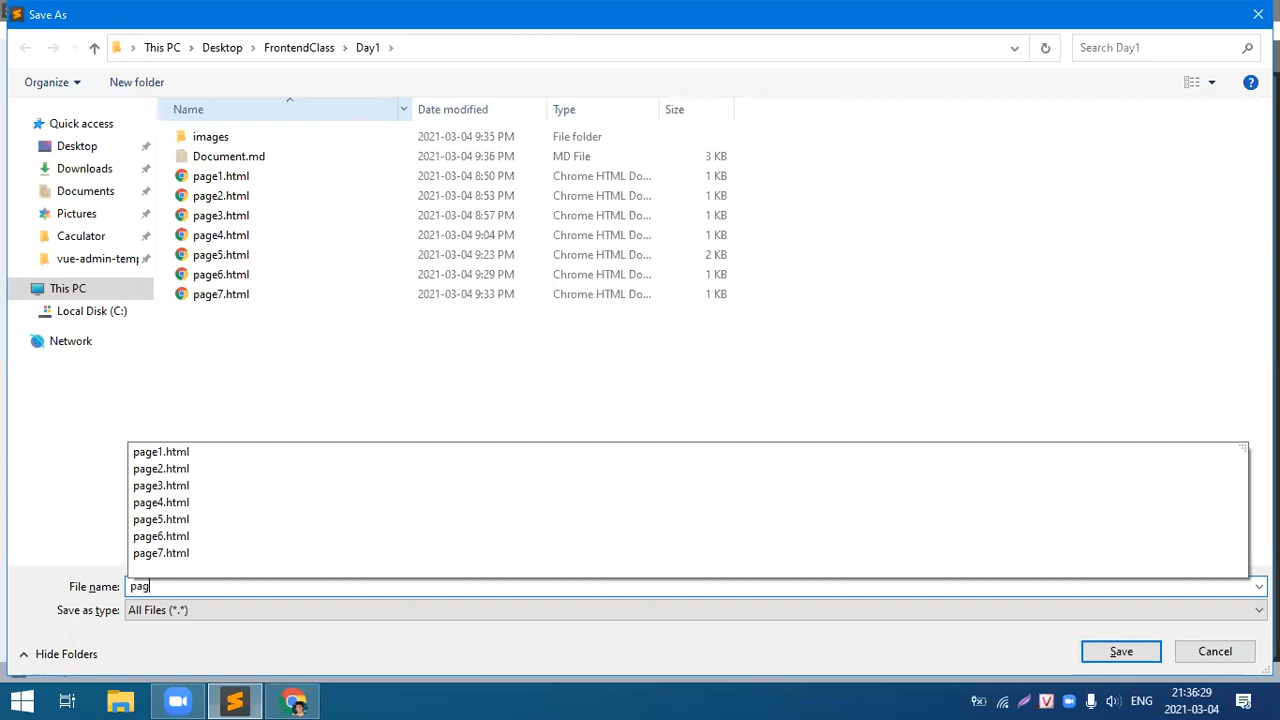 Save As
This PC
Desktop
FrontendClass
Day1
Search Day1
Organize
New folder
Name
Date modified
Type
Size
Quick access
Desktop
Downloads
Documents
Pictures
Caculator
vue-admin-temp
This PC
Local Disk (C:)
Network
images 2021-03-04 9:35 PM File folder
Document.md 2021-03-04 9:36 PM MD File 3 KB
page1.html 2021-03-04 8:50 PM Chrome HTML Do... 1 KB
page2.html 2021-03-04 8:53 PM Chrome HTML Do... 1 KB
page3.html 2021-03-04 8:57 PM Chrome HTML Do... 1 KB
page4.html 2021-03-04 9:04 PM Chrome HTML Do... 1 KB
page5.html 2021-03-04 9:23 PM Chrome HTML Do... 2 KB
page6.html 2021-03-04 9:29 PM Chrome HTML Do... 1 KB
page7.html 2021-03-04 9:33 PM Chrome HTML Do... 1 KB
page1.html
page2.html
page3.html
page4.html
page5.html
page6.html
page7.html
File name: pag
Save as type: All Files (*.*)
Hide Folders
Save
Cancel
ENG
21:36:29
2021-03-04